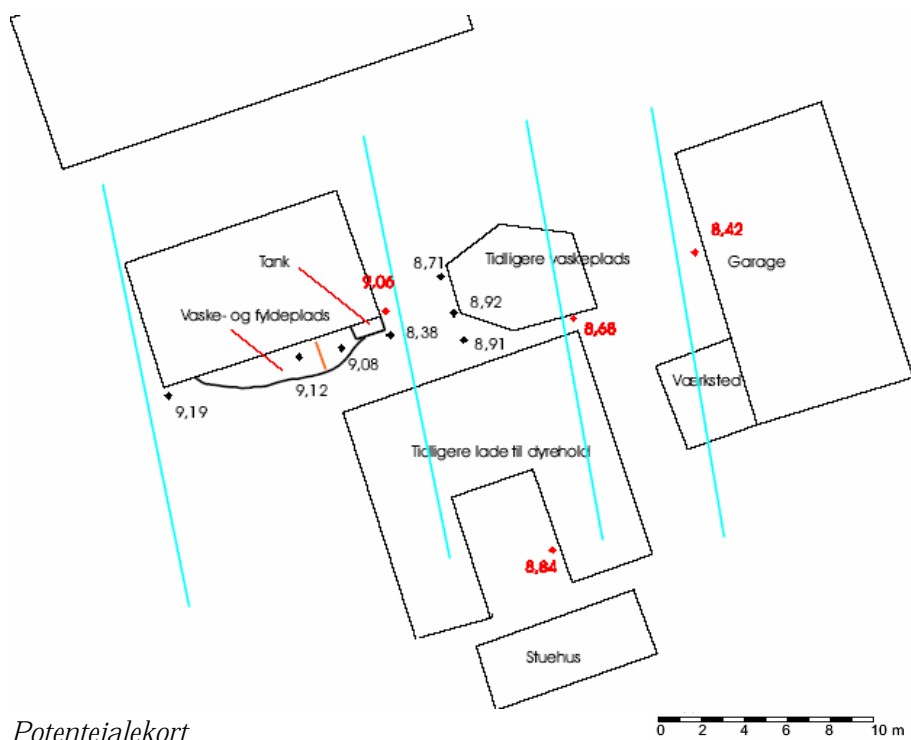 8,42
8,71
Tidligere vaskeplads
Tank
Garage
9,06
8,92
Vaske- og fyldeplads
8,68
8,38
8,91
9,08
Værksted
9,12
9,19
Tidligere lade til dyrehold
8,84
Stuehus
Potenteialekort
0 2 4 6 8 10 m